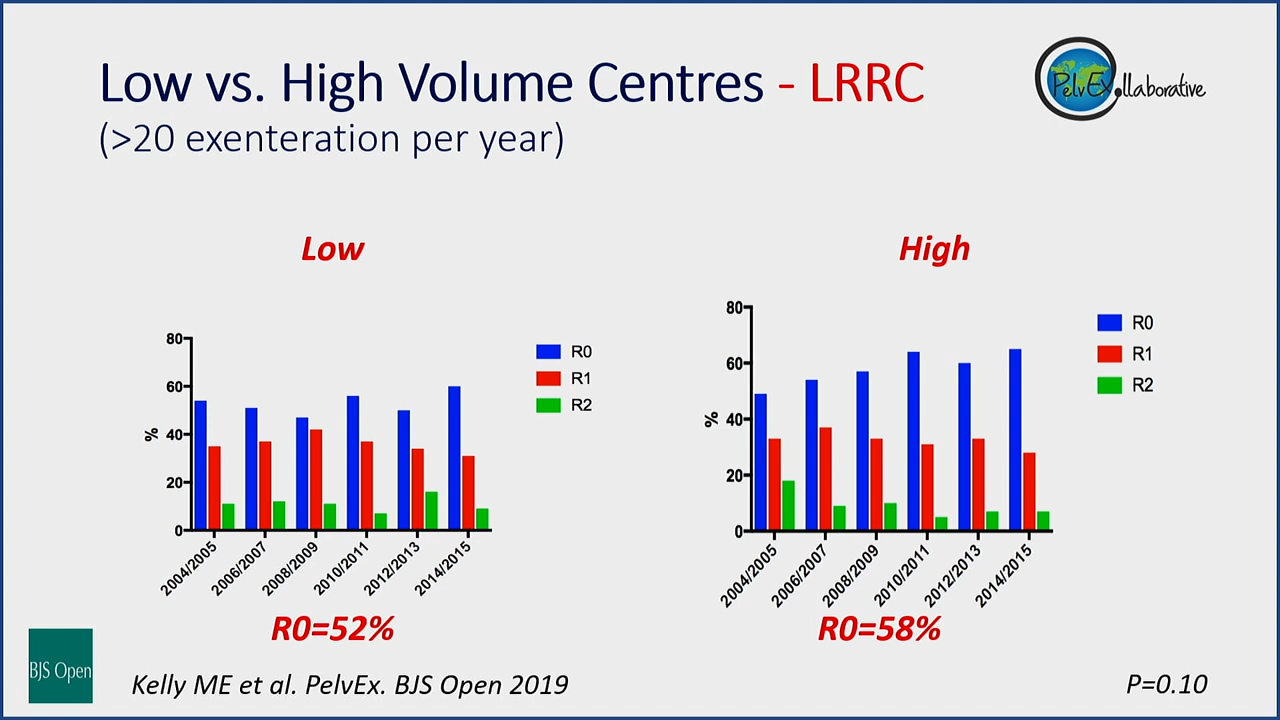 Low vs. High Volume Centres - LRRC
(>20 exenteration per year)
PelvEx.llaborative
Low
High
80
60
40
20
0
%
R0
R1
R2
2004/2005
2006/2007
2008/2009
2010/2011
2012/2013
2014/2015
80
60
40
20
0
%
R0
R1
R2
2004/2005
2006/2007
2008/2009
2010/2011
2012/2013
2014/2015
R0=52%
R0=58%
BJS Open
Kelly ME et al. PelvEx. BJS Open 2019
P=0.10